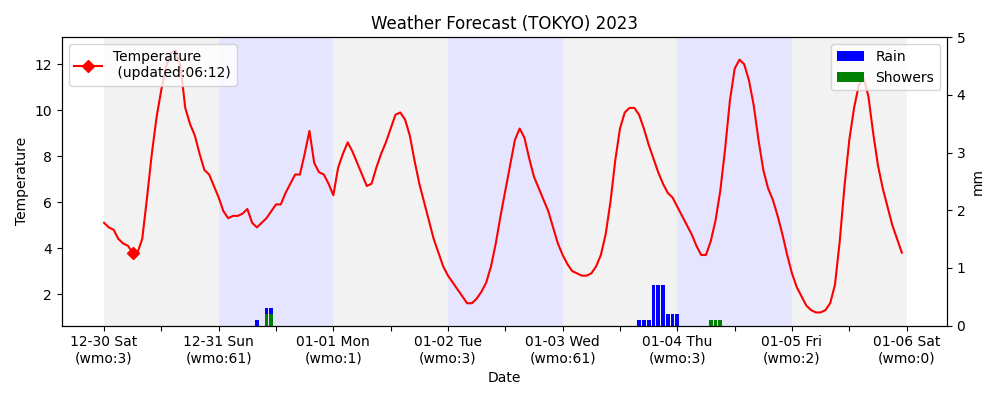 Weather Forecast (TOKYO) 2023
Temperature
(updated:06:12)
Rain
Showers
12
10
8
6
4
2
Temperature
5
4
3
2
1
0
mm
12-30 Sat
(wmo:3)
12-31 Sun
(wmo:61)
01-01 Mon
(wmo:1)
01-02 Tue
(wmo:3)
01-03 Wed
(wmo:61)
01-04 Thu
(wmo:3)
01-05 Fri
(wmo:2)
01-06 Sat
(wmo:0)
Date